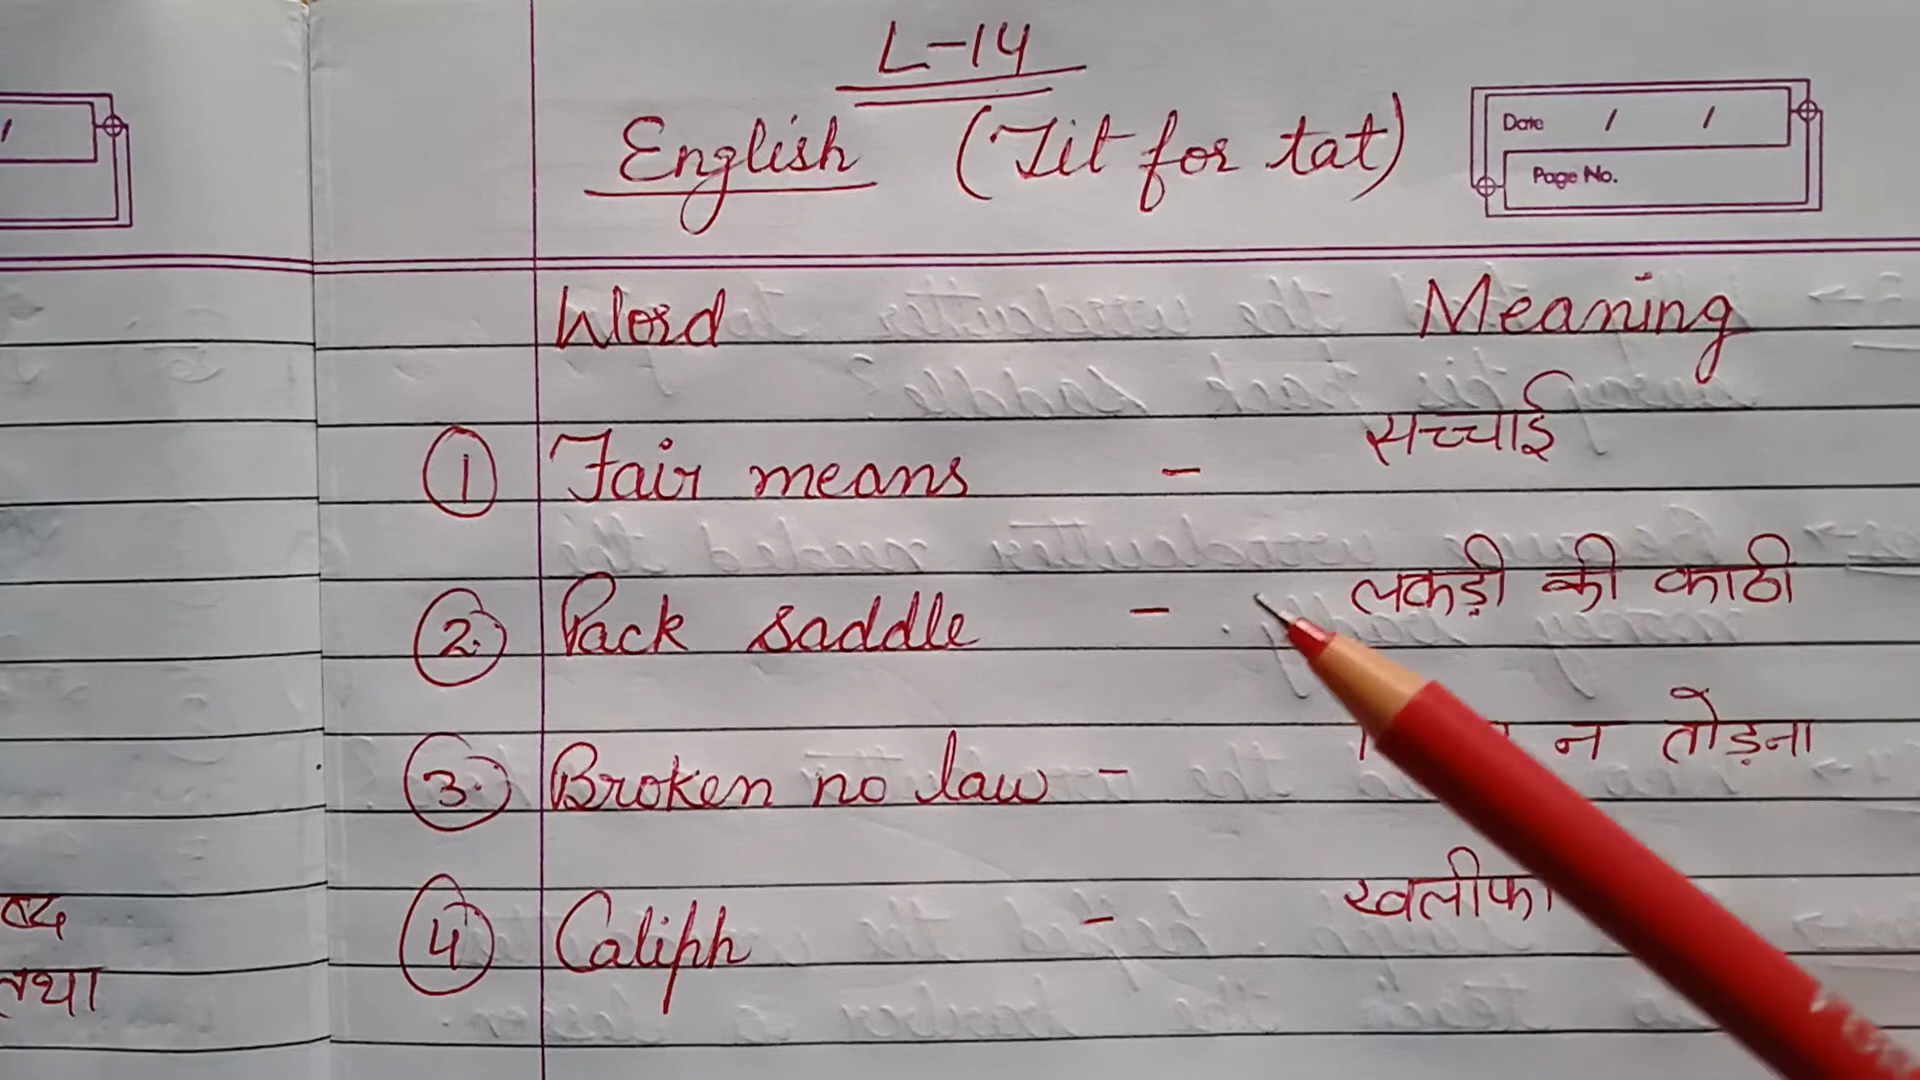 L-14
English (Tit for tat)
Date / /
Page No.
Word Meaning
① Fair means - सच्चाई
② Pack saddle - लकड़ी की काठी
③ Broken no law - न तोड़ना
④ Caliph - खलीफा
तथा